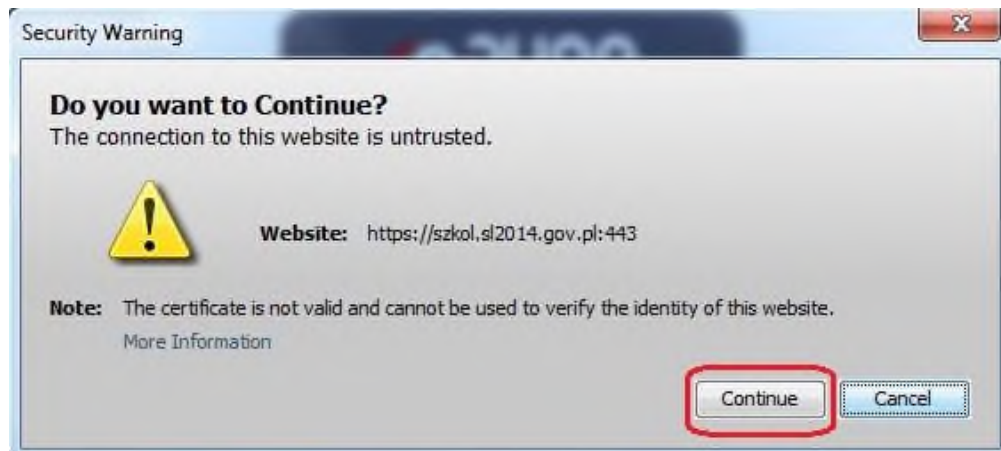 Security Warning
Do you want to Continue?
The connection to this website is untrusted.
Website: https://szkol.sl2014.gov.pl:443
Note: The certificate is not valid and cannot be used to verify the identity of this website.
More Information
Continue Cancel